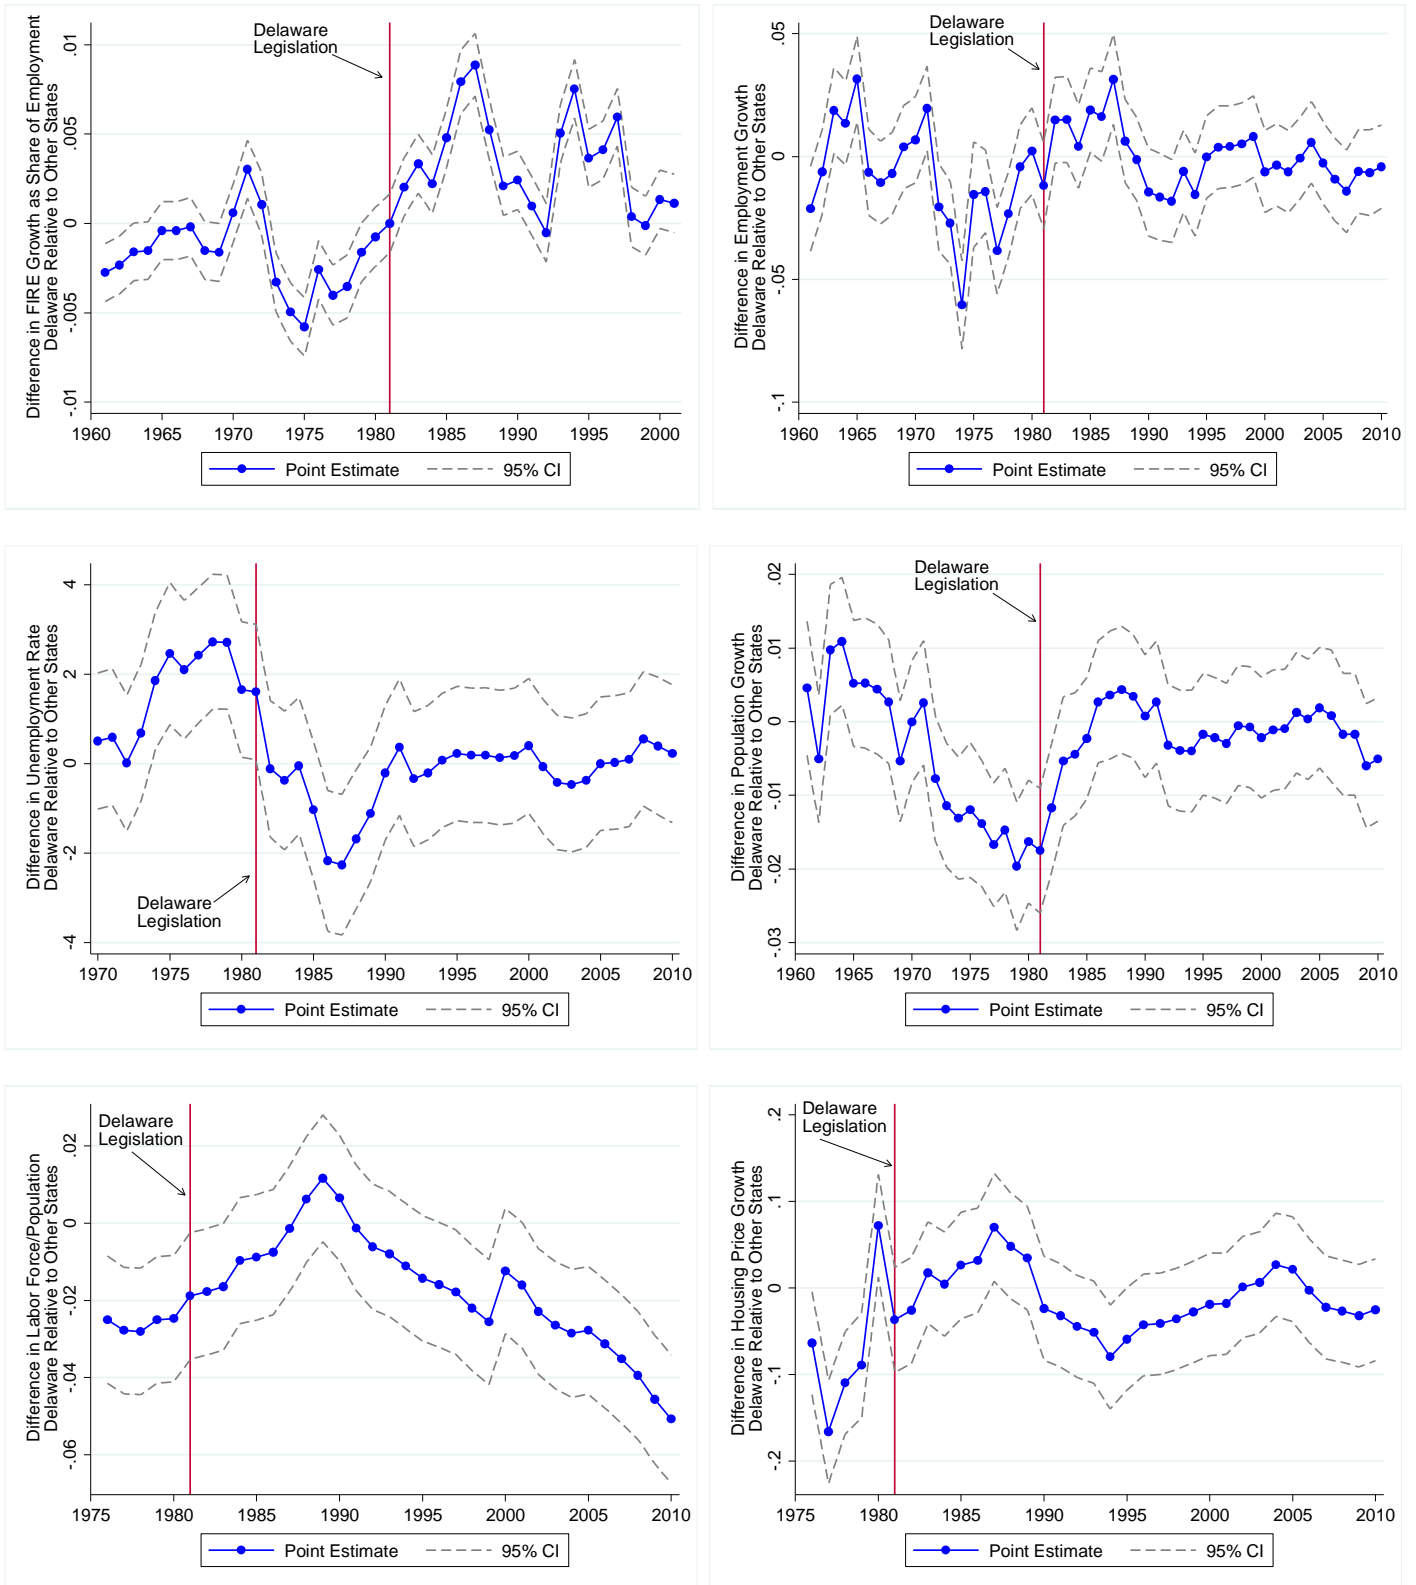 Difference in FIRE Growth as Share of Employment
Delaware Relative to Other States
.01
.005
0
-.005
-.01
Delaware
Legislation
1960 1965 1970 1975 1980 1985 1990 1995 2000
Point Estimate 95% CI
Difference in Employment Growth
Delaware Relative to Other States
.05
0
-.05
-.1
Delaware
Legislation
1960 1965 1970 1975 1980 1985 1990 1995 2000 2005 2010
Point Estimate 95% CI
Difference in Unemployment Rate
Delaware Relative to Other States
4
2
0
-2
-4
Delaware
Legislation
1970 1975 1980 1985 1990 1995 2000 2005 2010
Point Estimate 95% CI
Difference in Population Growth
Delaware Relative to Other States
.02
.01
0
-.01
-.02
-.03
Delaware
Legislation
1960 1965 1970 1975 1980 1985 1990 1995 2000 2005 2010
Point Estimate 95% CI
Difference in Labor Force/Population
Delaware Relative to Other States
.02
0
-.02
-.04
-.06
Delaware
Legislation
1975 1980 1985 1990 1995 2000 2005 2010
Point Estimate 95% CI
Difference in Housing Price Growth
Delaware Relative to Other States
.2
.1
0
-.1
-.2
Delaware
Legislation
1975 1980 1985 1990 1995 2000 2005 2010
Point Estimate 95% CI